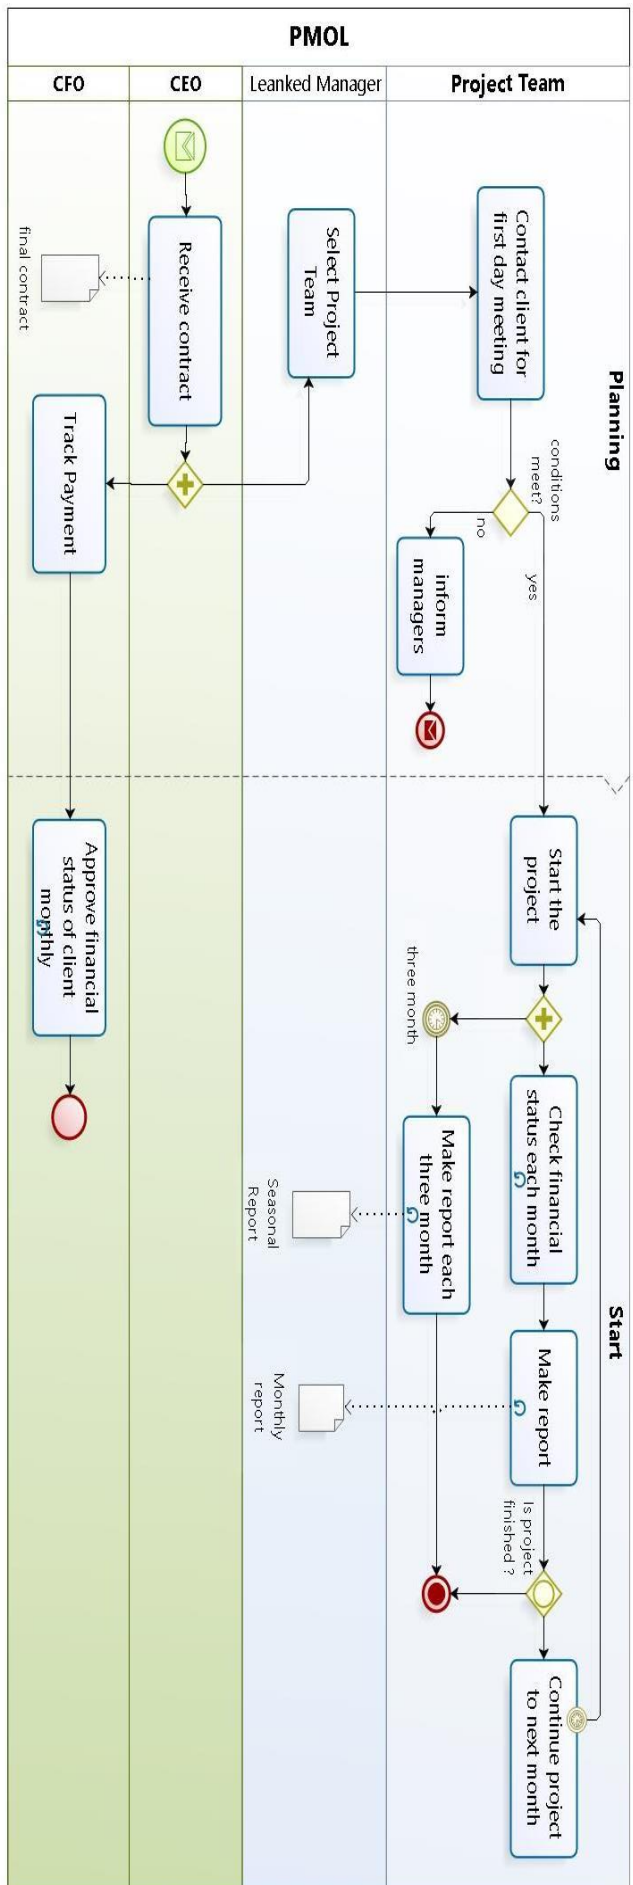 PMOL
CFO
CEO
Leanked Manager
Project Team
Planning
Contact client for
first day meeting
Select Project
Team
Receive contract
final contract
Track Payment
conditions
meet?
no
yes
inform
managers
Start
Start the
project
Approve financial
status of client
monthly
three month
Check financial
status each month
Make report each
three month
Seasonal
Report
Make report
Monthly
report
Is project
finished ?
Continue project
to next month